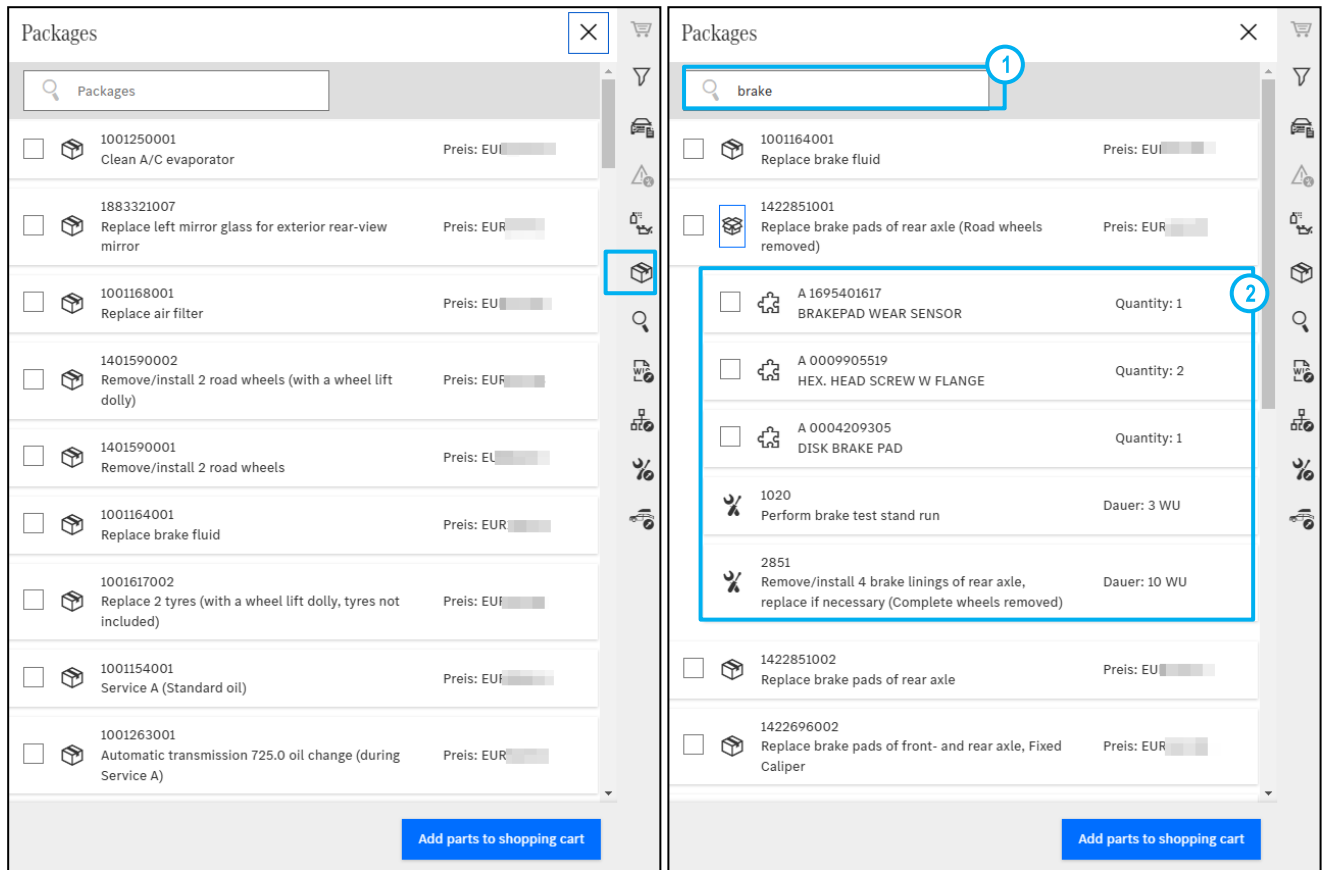 Packages
Packages
1001250001
Clean A/C evaporator
Preis: EUR
1883321007
Replace left mirror glass for exterior rear-view
mirror
Preis: EUR
1001168001
Replace air filter
Preis: EU
1401590002
Remove/install 2 road wheels (with a wheel lift
dolly)
Preis: EUR
1401590001
Remove/install 2 road wheels
Preis: EU
1001164001
Replace brake fluid
Preis: EUR
1001617002
Replace 2 tyres (with a wheel lift dolly, tyres not
included)
Preis: EUR
1001154001
Service A (Standard oil)
Preis: EUR
1001263001
Automatic transmission 725.0 oil change (during
Service A)
Preis: EUR
Add parts to shopping cart
WIS
Packages
1
brake
1001164001
Replace brake fluid
Preis: EU
1422851001
Replace brake pads of rear axle (Road wheels
removed)
Preis: EUR
2
A 1695401617
BRAKEPAD WEAR SENSOR
Quantity: 1
A 0009905519
HEX. HEAD SCREW W FLANGE
Quantity: 2
A 0004209305
DISK BRAKE PAD
Quantity: 1
1020
Perform brake test stand run
Dauer: 3 WU
2851
Remove/install 4 brake linings of rear axle,
replace if necessary (Complete wheels removed)
Dauer: 10 WU
1422851002
Replace brake pads of rear axle
Preis: EU
1422696002
Replace brake pads of front- and rear axle, Fixed
Caliper
Preis: EUR
Add parts to shopping cart
WIS